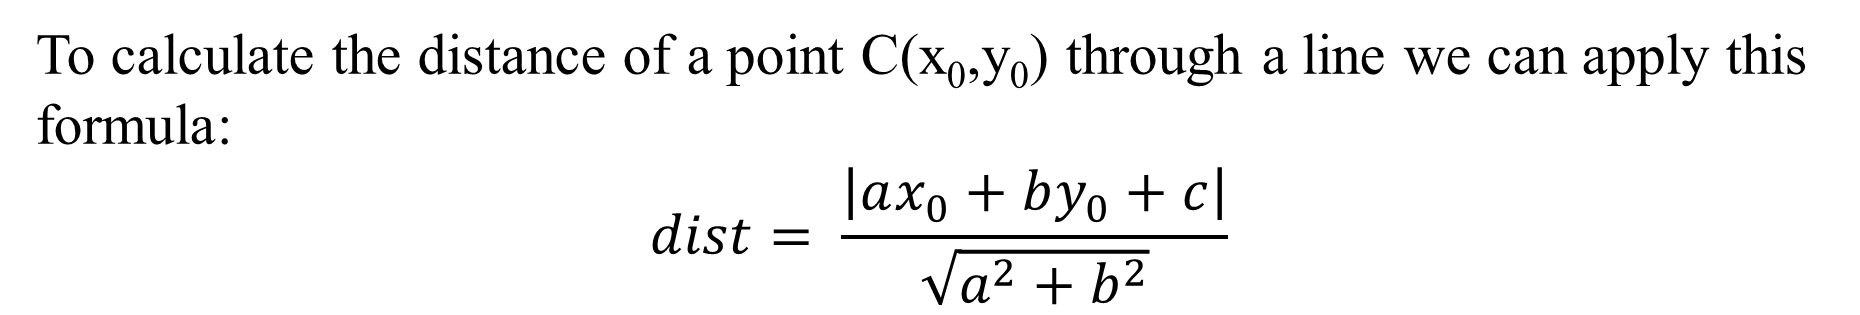 To calculate the distance of a point C(x₀,y₀) through a line we can apply this
formula:
dist = |ax₀ + by₀ + c| / √(a² + b²)